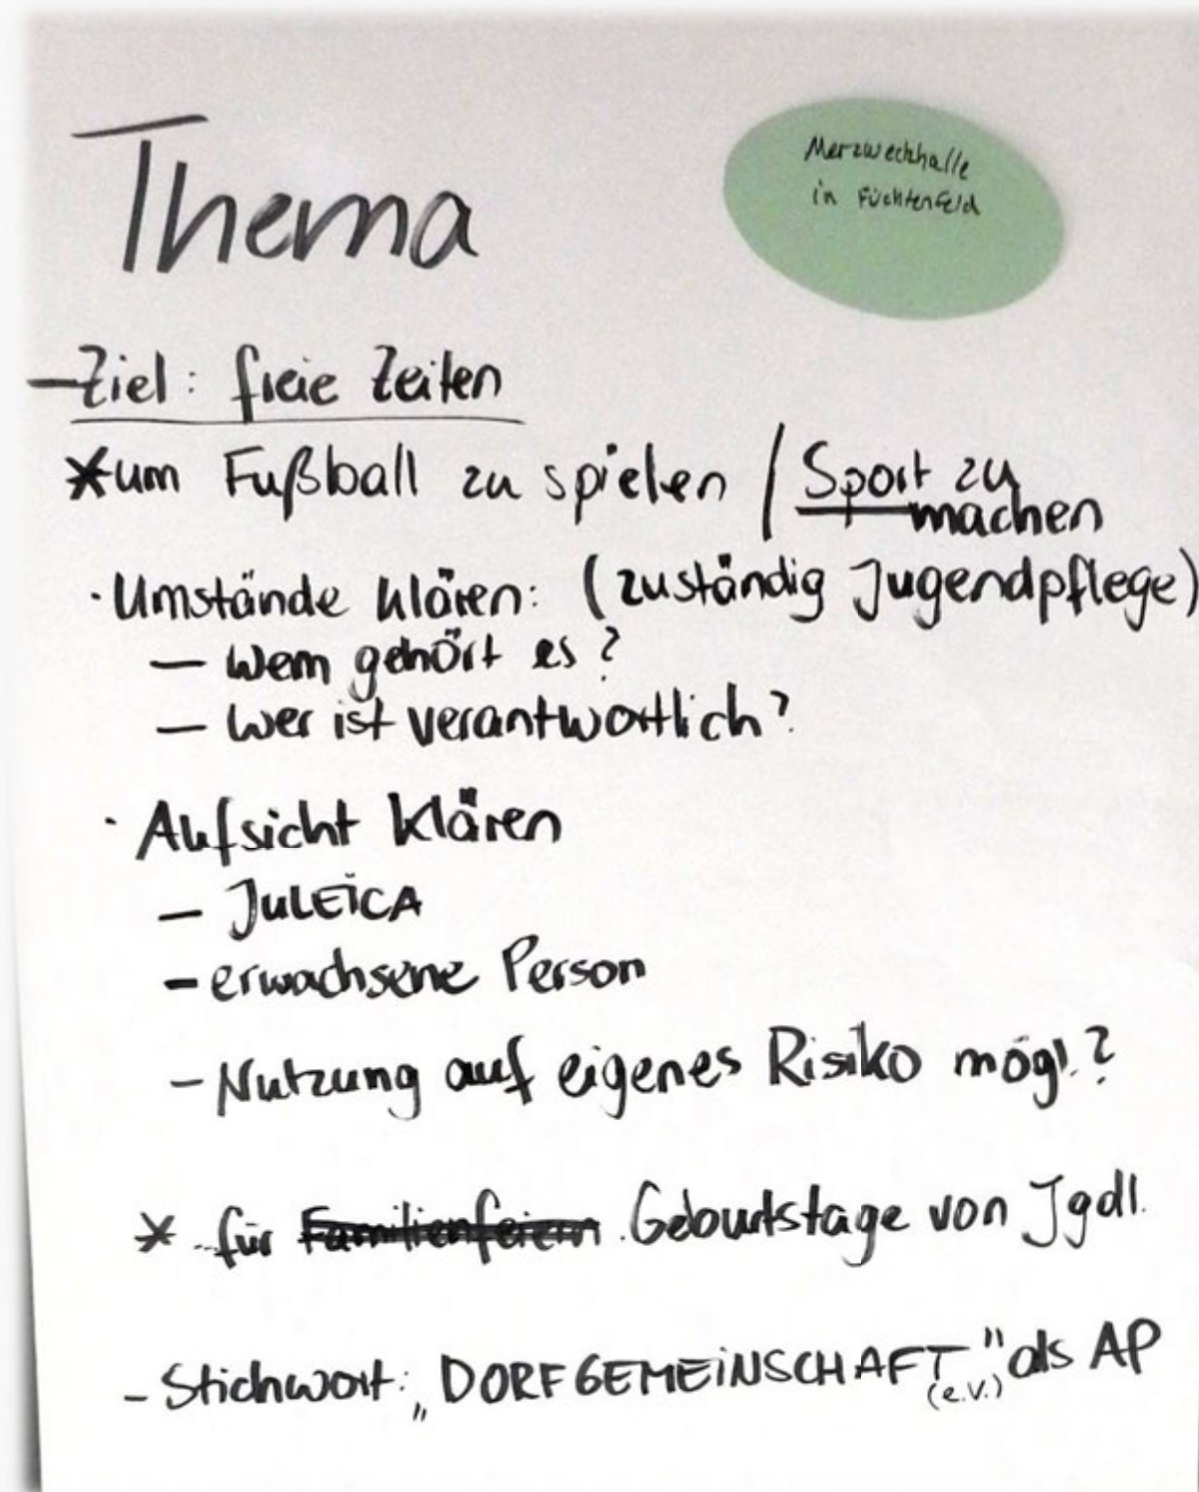 Thema
Merzweckhalle
in Füchtenfeld
- Ziel: freie Zeiten
* um Fußball zu spielen / Sport zu
machen
· Umstände klären: (zuständig Jugendpflege)
- Wem gehört es?
- Wer ist verantwortlich?
· Aufsicht klären
- JULEICA
- erwachsene Person
- Nutzung auf eigenes Risiko mögl.?
* für Familienfeiern Geburtstage von Jgdl.
- Stichwort: „DORFGEMEINSCHAFT" als AP
(e.V.)